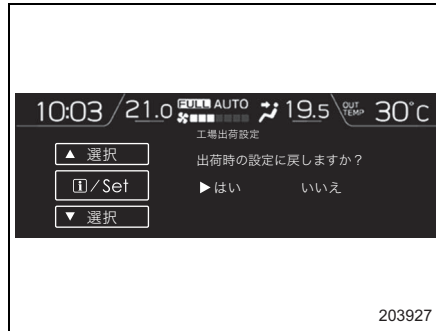 10:03 21.0 FULL AUTO 19.5 OUT TEMP 30°C
工場出荷設定
▲ 選択
出荷時の設定に戻しますか？
i/Set
▶はい いいえ
▼ 選択
203927